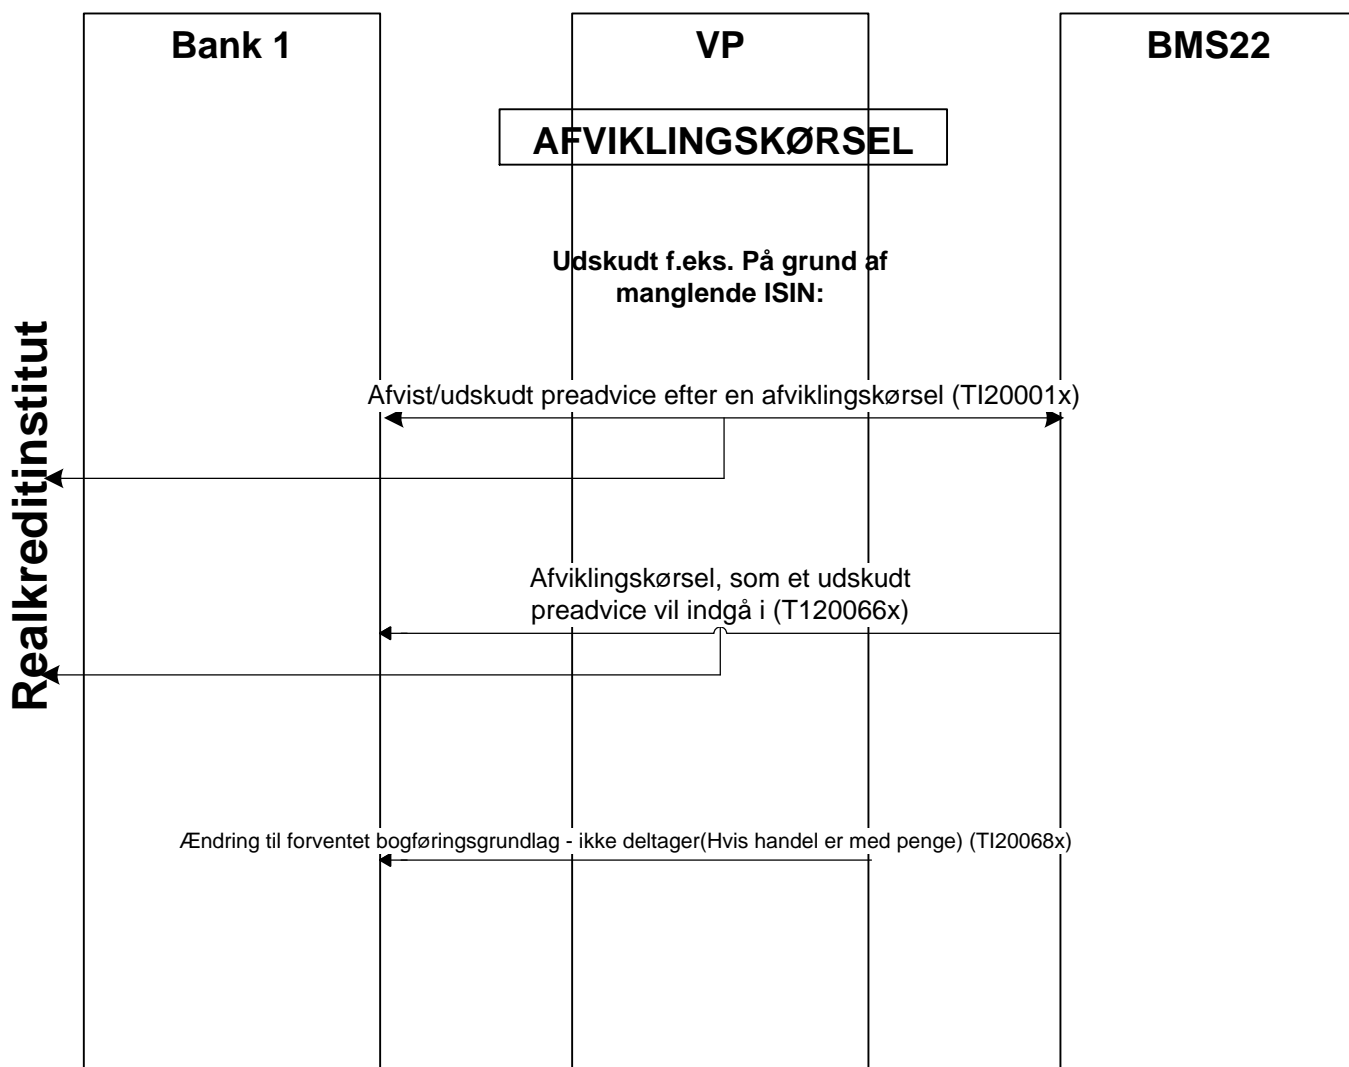 Bank 1
VP
BMS22
AFVIKLINGSKØRSEL
Udskudt f.eks. På grund af
manglende ISIN:
Realkreditinstitut
Afvist/udskudt preadvice efter en afviklingskørsel (TI20001x)
Afviklingskørsel, som et udskudt
preadvice vil indgå i (T120066x)
Ændring til forventet bogføringsgrundlag - ikke deltager(Hvis handel er med penge) (TI20068x)